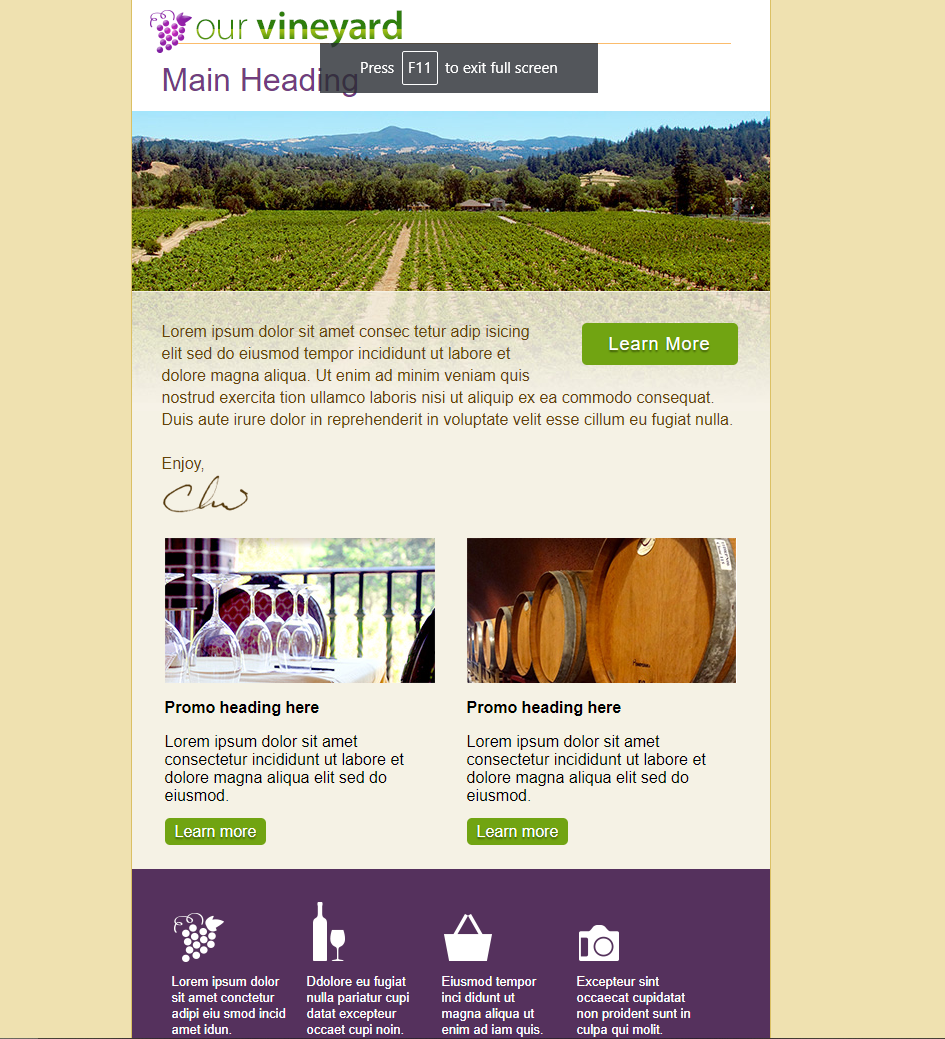 our vineyard
Press F11 to exit full screen
Main Heading
Lorem ipsum dolor sit amet consec tetur adip isicing
elit sed do eiusmod tempor incididunt ut labore et
dolore magna aliqua. Ut enim ad minim veniam quis
nostrud exercita tion ullamco laboris nisi ut aliquip ex ea commodo consequat.
Duis aute irure dolor in reprehenderit in voluptate velit esse cillum eu fugiat nulla.
Learn More
Enjoy,
Promo heading here
Lorem ipsum dolor sit amet
consectetur incididunt ut labore et
dolore magna aliqua elit sed do
eiusmod.
Learn more
Promo heading here
Lorem ipsum dolor sit amet
consectetur incididunt ut labore et
dolore magna aliqua elit sed do
eiusmod.
Learn more
Lorem ipsum dolor
sit amet conctetur
adipi eiu smod incid
amet idun.
Ddolore eu fugiat
nulla pariatur cupi
datat excepteur
occaet cupi noin.
Eiusmod tempor
inci didunt ut
magna aliqua ut
enim ad iam quis.
Excepteur sint
occaecat cupidatat
non proident sunt in
culpa qui molit.